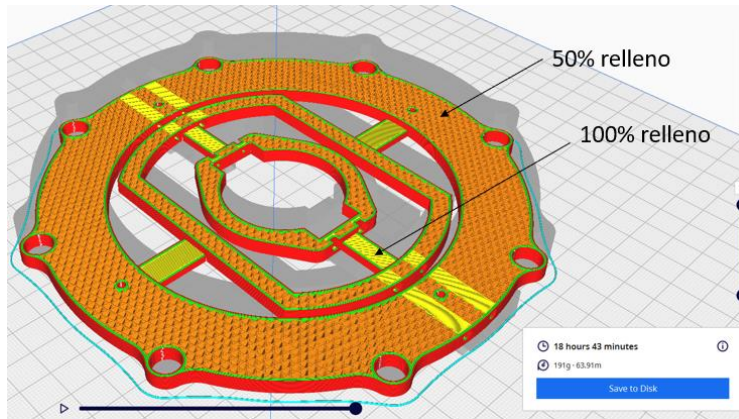 50% relleno
100% relleno
18 hours 43 minutes
191g · 63.91m
Save to Disk